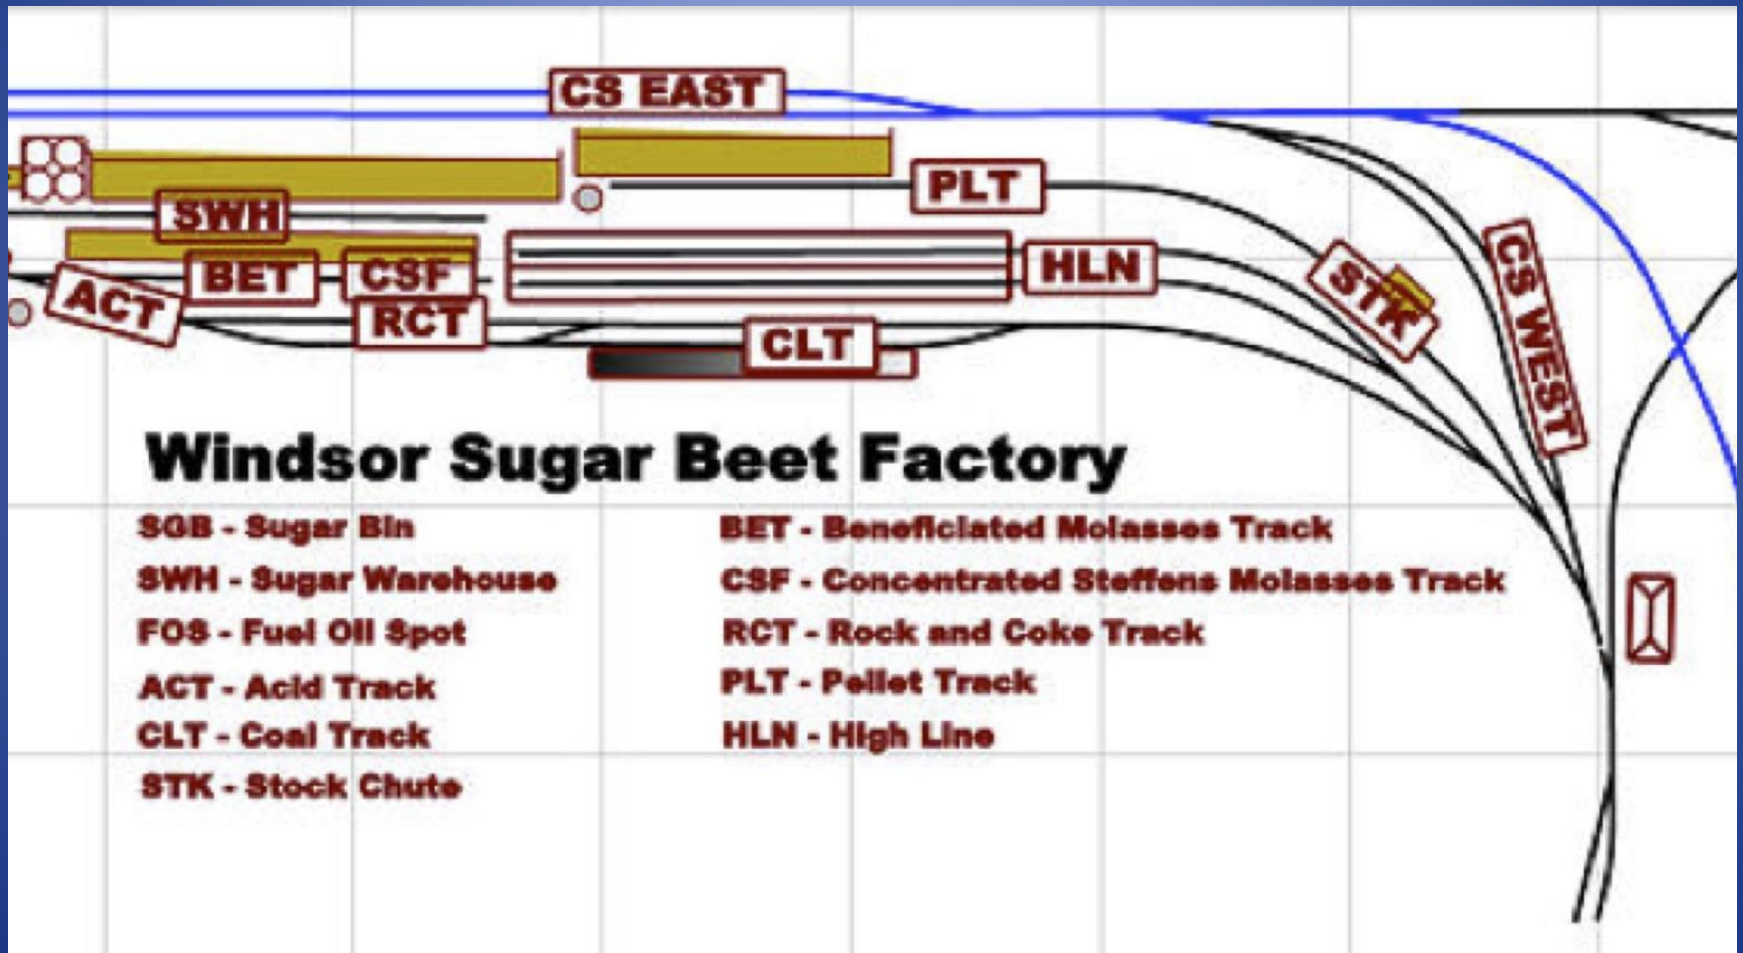 CS EAST
PLT
SWH
HLN
BET
CSF
ACT
RCT
CLT
STK
CS WEST
Windsor Sugar Beet Factory
SGB - Sugar Bin
SWH - Sugar Warehouse
FOS - Fuel Oil Spot
ACT - Acid Track
CLT - Coal Track
STK - Stock Chute
BET - Beneficiated Molasses Track
CSF - Concentrated Steffens Molasses Track
RCT - Rock and Coke Track
PLT - Pellet Track
HLN - High Line